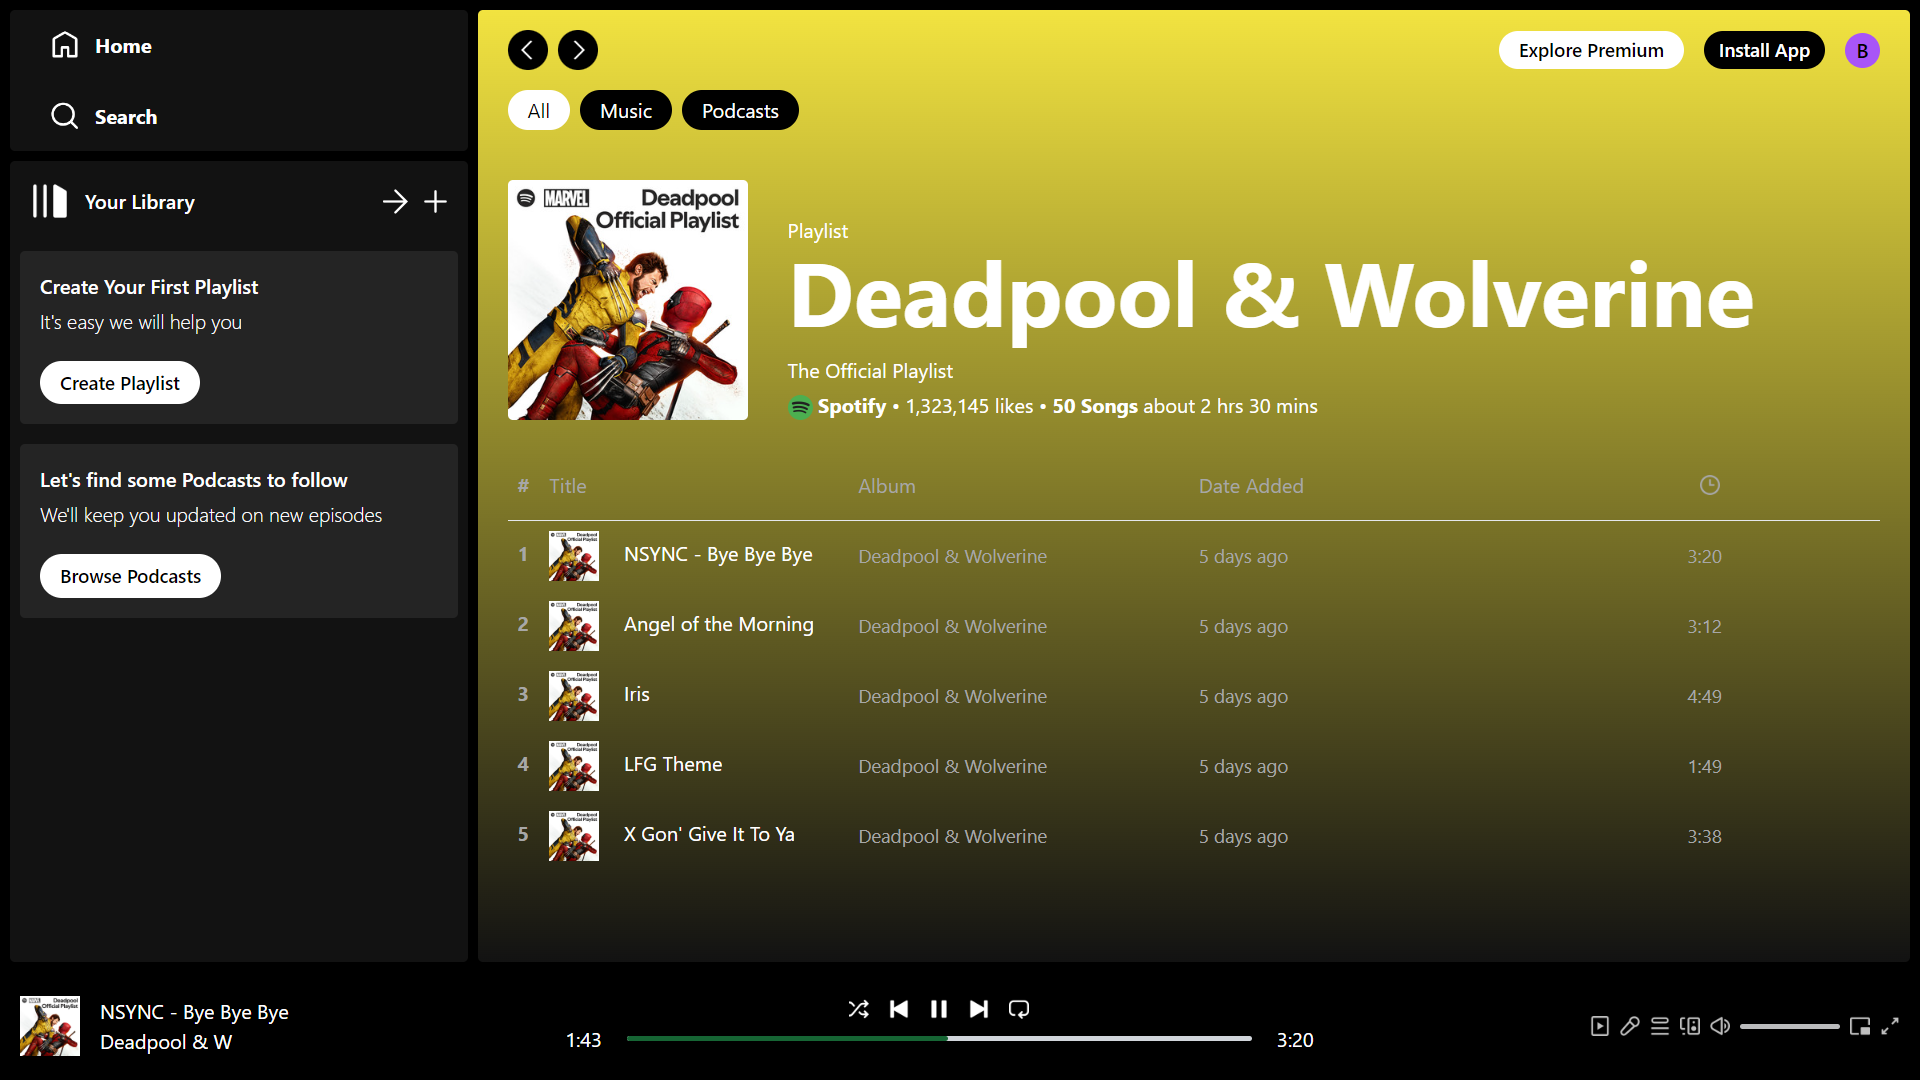 Home
Search
Your Library
Create Your First Playlist
It's easy we will help you
Create Playlist
Let's find some Podcasts to follow
We'll keep you updated on new episodes
Browse Podcasts
Explore Premium
Install App
B
All
Music
Podcasts
MARVEL
Deadpool
Official Playlist
Playlist
Deadpool & Wolverine
The Official Playlist
Spotify • 1,323,145 likes • 50 Songs about 2 hrs 30 mins
# Title Album Date Added
1 NSYNC - Bye Bye Bye Deadpool & Wolverine 5 days ago 3:20
2 Angel of the Morning Deadpool & Wolverine 5 days ago 3:12
3 Iris Deadpool & Wolverine 5 days ago 4:49
4 LFG Theme Deadpool & Wolverine 5 days ago 1:49
5 X Gon' Give It To Ya Deadpool & Wolverine 5 days ago 3:38
NSYNC - Bye Bye Bye
Deadpool & W
1:43
3:20